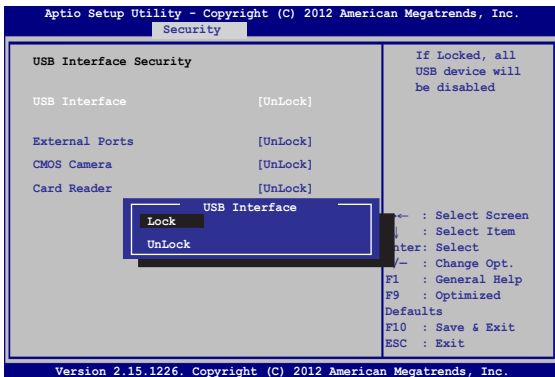 Aptio Setup Utility - Copyright (C) 2012 American Megatrends, Inc.
Security
USB Interface Security
USB Interface [UnLock]
External Ports [UnLock]
CMOS Camera [UnLock]
Card Reader [UnLock]
USB Interface
Lock
UnLock
If Locked, all
USB device will
be disabled
← : Select Screen
: Select Item
nter: Select
/— : Change Opt.
F1 : General Help
F9 : Optimized
Defaults
F10 : Save & Exit
ESC : Exit
Version 2.15.1226. Copyright (C) 2012 American Megatrends, Inc.